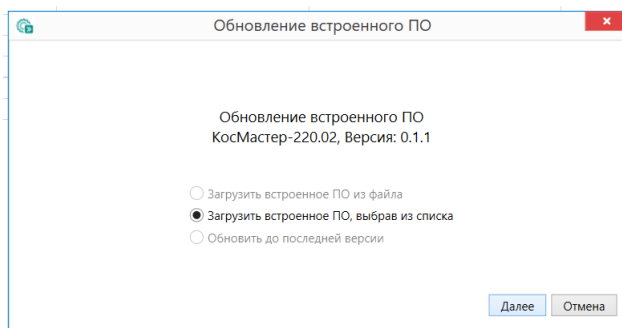 Обновление встроенного ПО
Обновление встроенного ПО
КосМастер-220.02, Версия: 0.1.1
Загрузить встроенное ПО из файла
Загрузить встроенное ПО, выбрав из списка
Обновить до последней версии
Далее Отмена